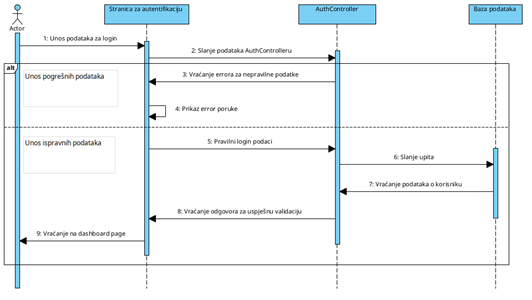 Stranica za autentifikaciju
AuthController
Baza podataka
Actor
1: Unos podataka za login
2: Slanje podataka AuthControlleru
alt
Unos pogrešnih podataka
3: Vraćanje errora za nepravilne podatke
4: Prikaz error poruke
Unos ispravnih podataka
5: Pravilni login podaci
6: Slanje upita
7: Vraćanje podataka o korisniku
8: Vraćanje odgovora za uspješnu validaciju
9: Vraćanje na dashboard page